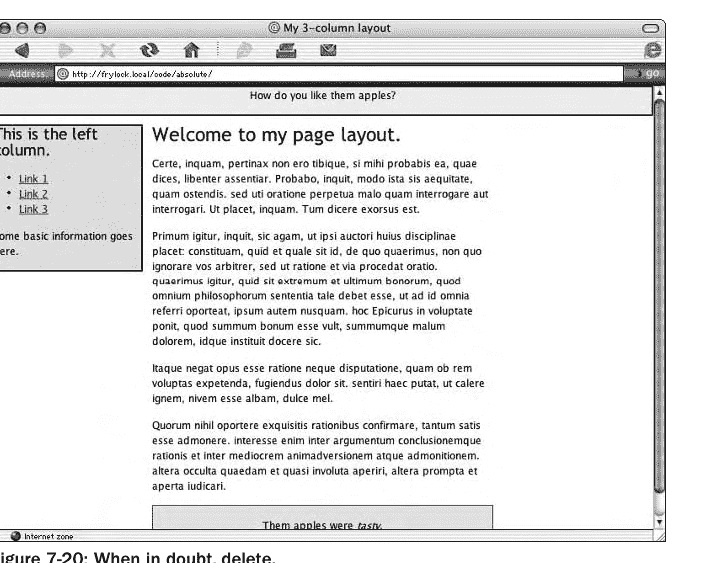 My 3-column layout
Address: http://frylock.local/code/absolute/ go
How do you like them apples?
This is the left
column.
Link 1
Link 2
Link 3
ome basic information goes
ere.
Welcome to my page layout.
Certe, inquam, pertinax non ero tibique, si mihi probabis ea, quae
dices, libenter assentiar. Probabo, inquit, modo ista sis aequitate,
quam ostendis. sed uti oratione perpetua malo quam interrogare aut
interrogari. Ut placet, inquam. Tum dicere exorsus est.
Primum igitur, inquit, sic agam, ut ipsi auctori huius disciplinae
placet: constituam, quid et quale sit id, de quo quaerimus, non quo
ignorare vos arbitrer, sed ut ratione et via procedat oratio.
quaerimus igitur, quid sit extremum et ultimum bonorum, quod
omnium philosophorum sententia tale debet esse, ut ad id omnia
referri oporteat, ipsum autem nusquam. hoc Epicurus in voluptate
ponit, quod summum bonum esse vult, summumque malum
dolorem, idque instituit docere sic.
Itaque negat opus esse ratione neque disputatione, quam ob rem
voluptas expetenda, fugiendus dolor sit. sentiri haec putat, ut calere
ignem, nivem esse albam, dulce mel.
Quorum nihil oportere exquisitis rationibus confirmare, tantum satis
esse admonere. interesse enim inter argumentum conclusionemque
rationis et inter mediocrem animadversionem atque admonitionem.
altera occulta quaedam et quasi involuta aperiri, altera prompta et
aperta iudicari.
Them apples were tasty.
Internet zone
igure 7-20: When in doubt, delete.